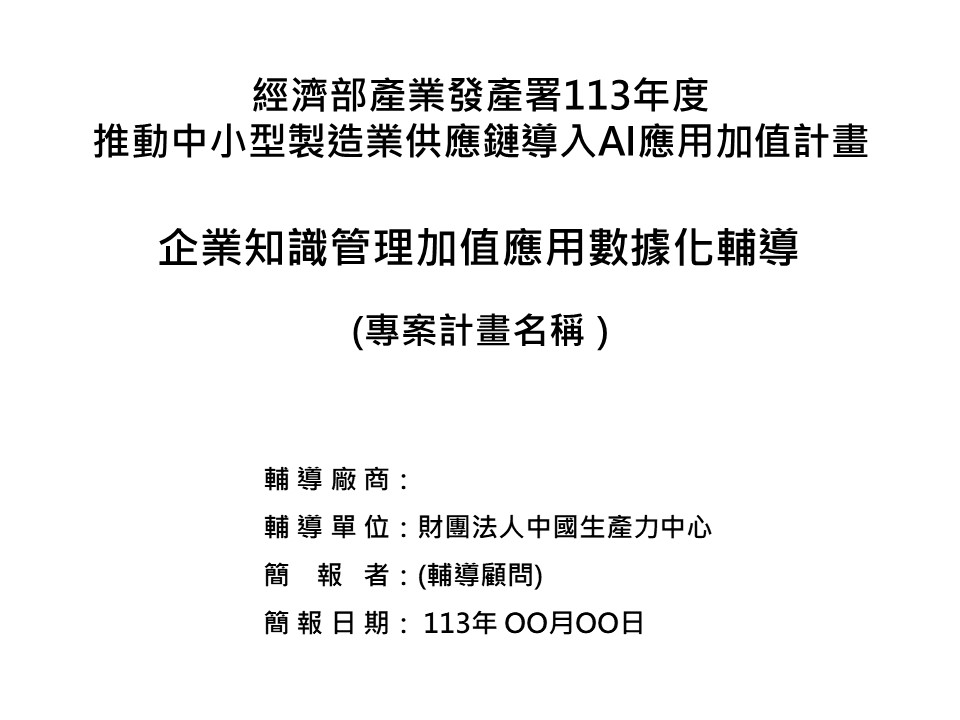 經濟部產業發產署113年度
推動中小型製造業供應鏈導入AI應用加值計畫
企業知識管理加值應用數據化輔導
(專案計畫名稱 )
輔 導 廠 商：
輔 導 單 位：財團法人中國生產力中心
簡 報 者：(輔導顧問)
簡 報 日 期： 113年 OO月OO日